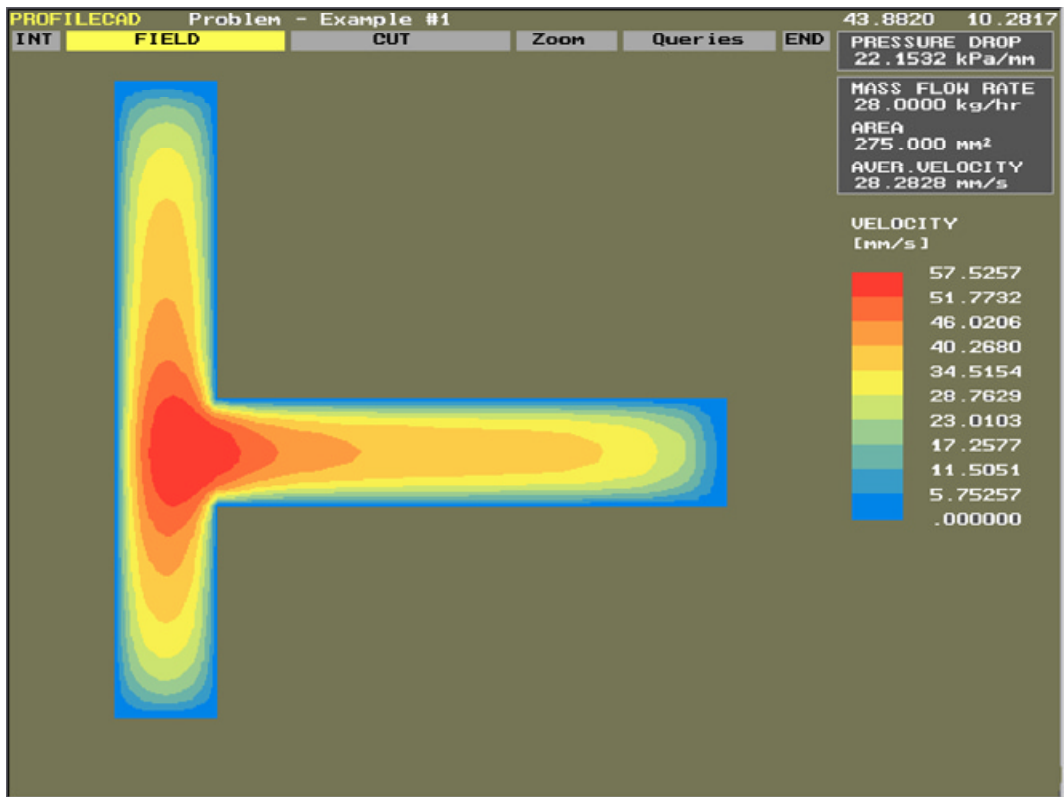 PROFILECAD Problem - Example #1 43.8820 10.2817
INT FIELD CUT Zoom Queries END
PRESSURE DROP
22.1532 kPa/mm
MASS FLOW RATE
28.0000 kg/hr
AREA
275.000 mm²
AVER.VELOCITY
28.2828 mm/s
VELOCITY
[mm/s]
57.5257
51.7732
46.0206
40.2680
34.5154
28.7629
23.0103
17.2577
11.5051
5.75257
.000000